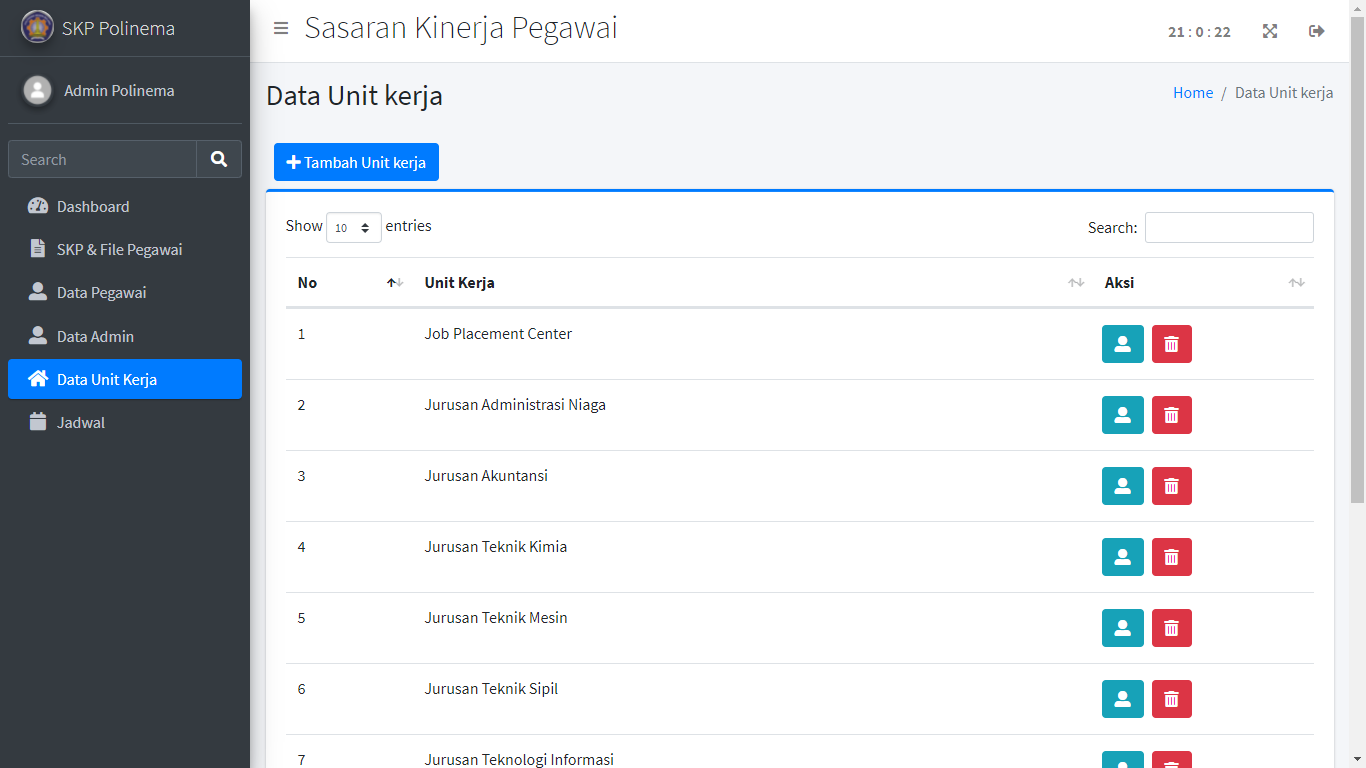 SKP Polinema
Admin Polinema
Search
Dashboard
SKP & File Pegawai
Data Pegawai
Data Admin
Data Unit Kerja
Jadwal
Sasaran Kinerja Pegawai
21 : 0 : 22
Data Unit kerja
Home / Data Unit kerja
Tambah Unit kerja
Show 10 entries
Search:
No Unit Kerja Aksi
1 Job Placement Center
2 Jurusan Administrasi Niaga
3 Jurusan Akuntansi
4 Jurusan Teknik Kimia
5 Jurusan Teknik Mesin
6 Jurusan Teknik Sipil
7 Jurusan Teknologi Informasi